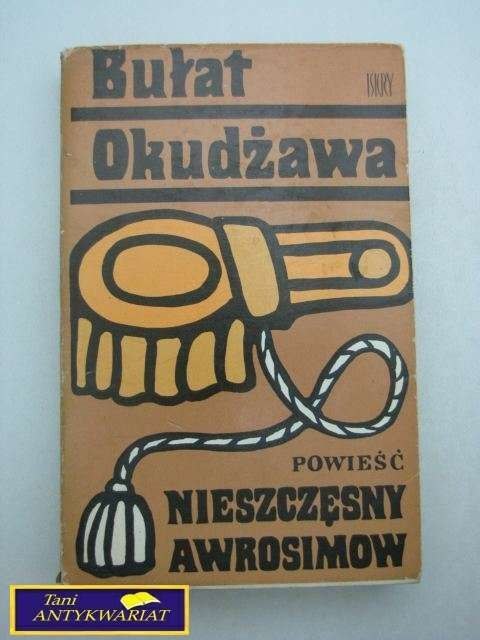 Bułat
ISKRY
Okudżawa
POWIEŚĆ
NIESZCZĘSNY
AWROSIMOW
Tani
ANTYKWARIAT